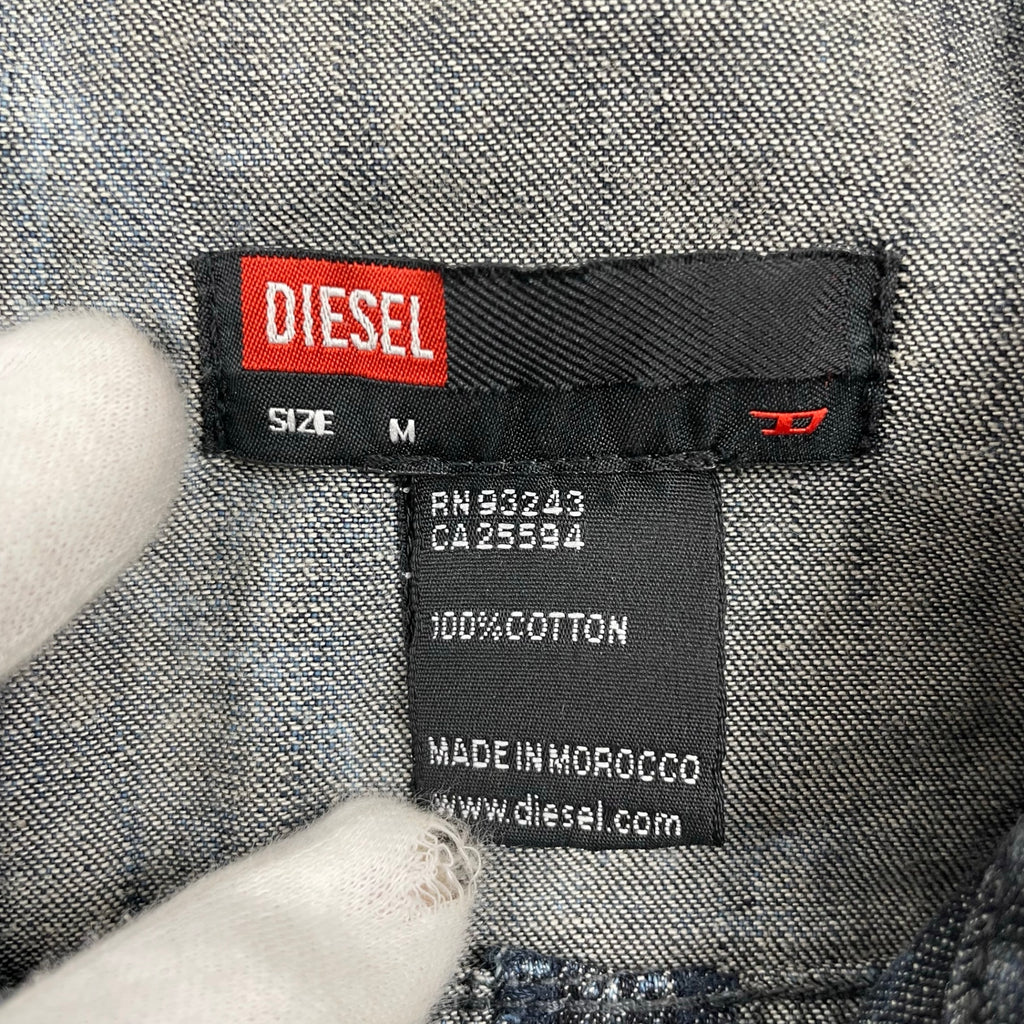 DIESEL
SIZE M
RN 93243
CA 25594
100% COTTON
MADE IN MOROCCO
www.diesel.com